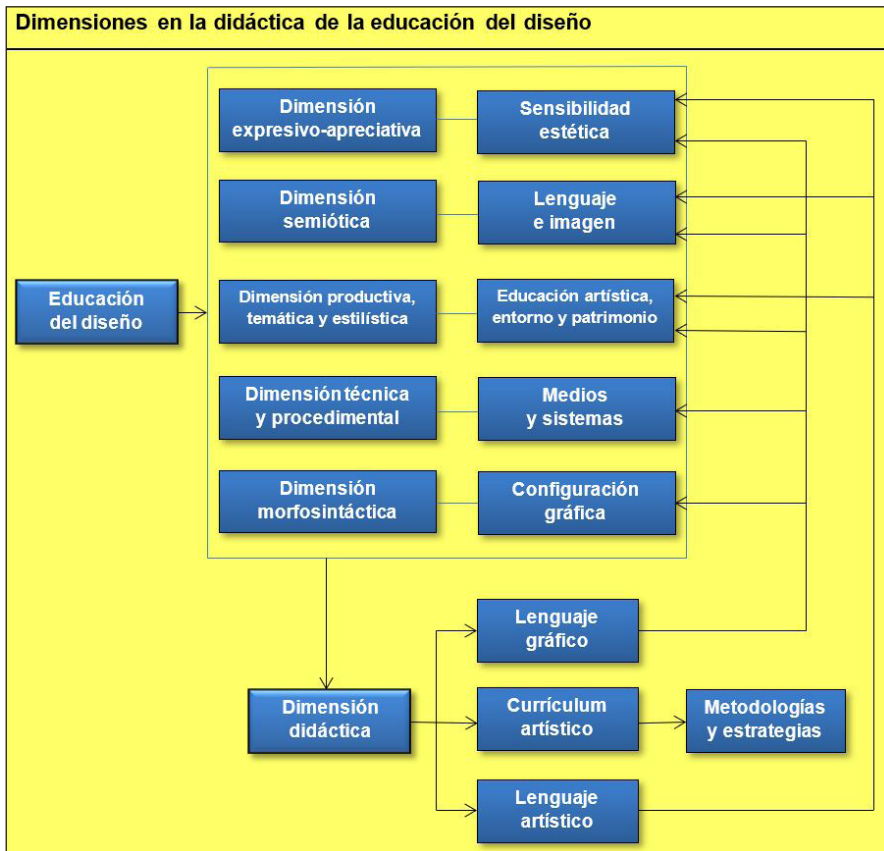 Dimensiones en la didáctica de la educación del diseño
Dimensión
expresivo-apreciativa
Sensibilidad
estética
Dimensión
semiótica
Lenguaje
e imagen
Educación
del diseño
Dimensión productiva,
temática y estilística
Educación artística,
entorno y patrimonio
Dimensión técnica
y procedimental
Medios
y sistemas
Dimensión
morfosintáctica
Configuración
gráfica
Lenguaje
gráfico
Dimensión
didáctica
Currículum
artístico
Metodologías
y estrategias
Lenguaje
artístico